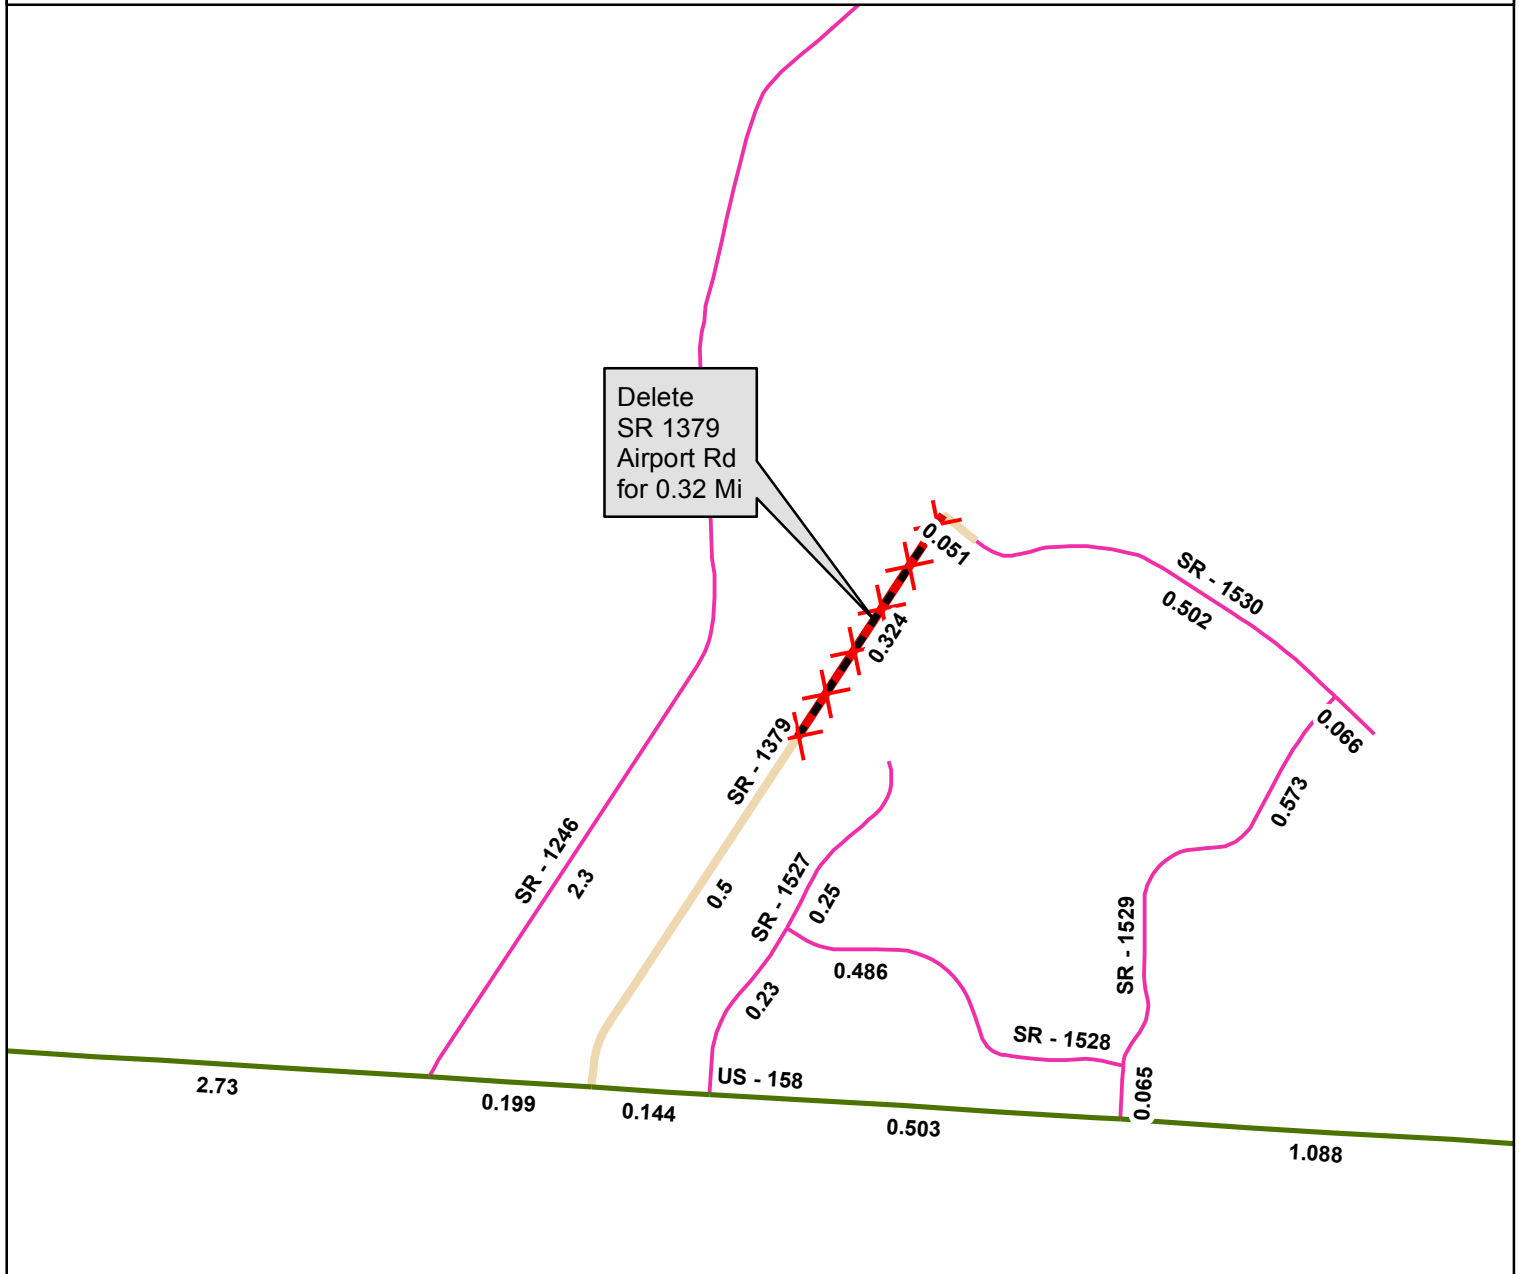 Delete
SR 1379
Airport Rd
for 0.32 Mi
0.051
SR - 1530
0.502
0.324
0.066
SR - 1379
0.573
SR - 1246
2.3
0.5
SR - 1527
0.25
SR - 1529
0.486
0.23
SR - 1528
US - 158
0.065
2.73
0.199
0.144
0.503
1.088